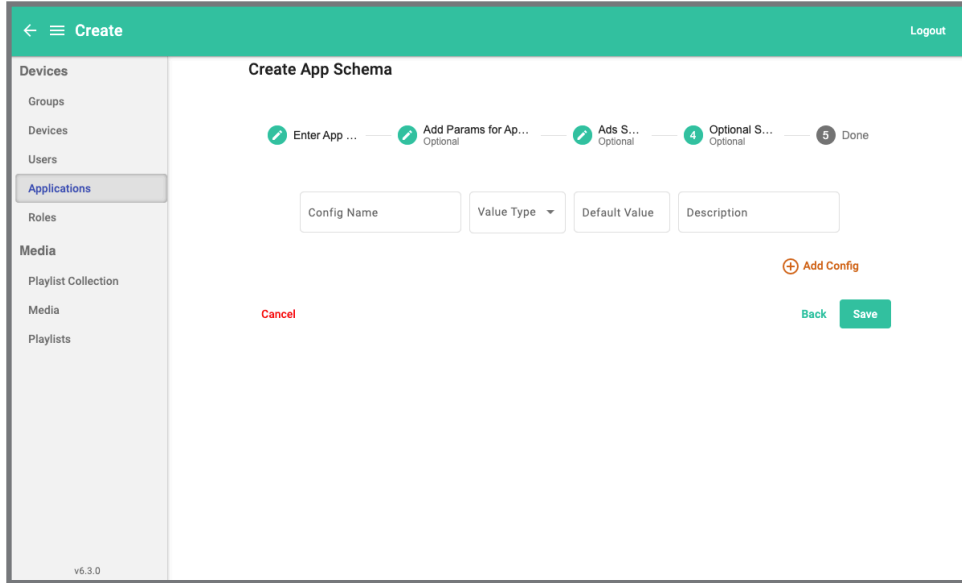 Create
Logout
Devices
Groups
Devices
Users
Applications
Roles
Media
Playlist Collection
Media
Playlists
v6.3.0
Create App Schema
Enter App ...
Add Params for Ap...
Optional
Ads S...
Optional
4 Optional S...
Optional
5 Done
Config Name
Value Type
Default Value
Description
Add Config
Cancel
Back
Save